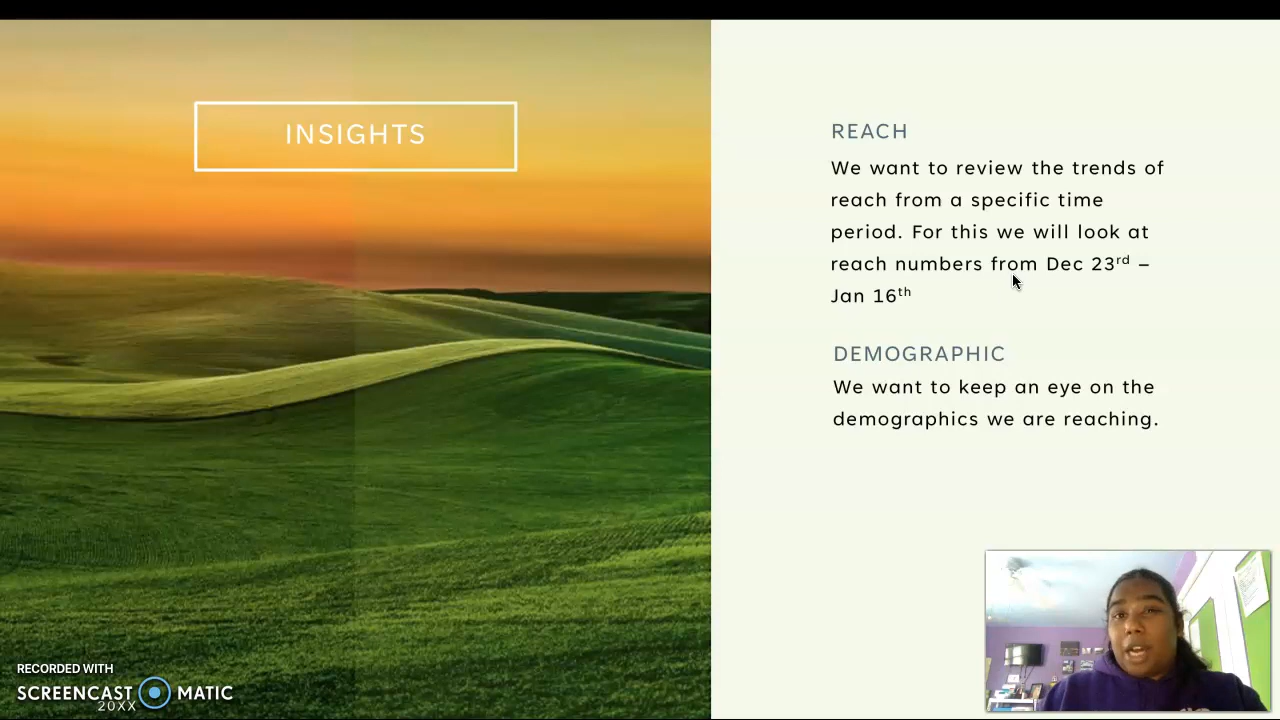 INSIGHTS
REACH
We want to review the trends of
reach from a specific time
period. For this we will look at
reach numbers from Dec 23rd –
Jan 16th
DEMOGRAPHIC
We want to keep an eye on the
demographics we are reaching.
RECORDED WITH
SCREENCAST MATIC
20XX